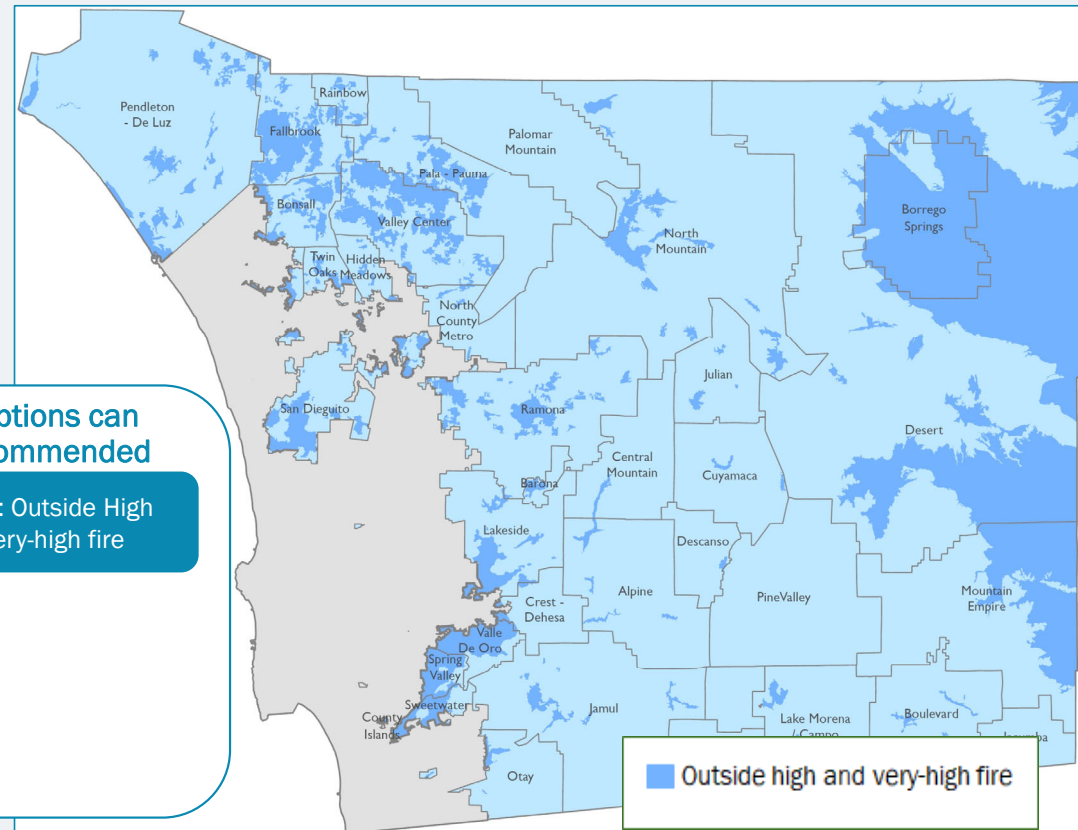 Rainbow
Pendleton
- De Luz
Fallbrook
Palomar
Mountain
Pala - Pauma
Bonsall
Valley Center
Borrego
Springs
North
Mountain
Twin
Oaks
Hidden
Meadows
North
County
Metro
Julian
San Dieguito
Ramona
Desert
Central
Mountain
Cuyamaca
Barona
Lakeside
Descanso
Alpine
PineValley
Mountain
Empire
Crest -
Dehesa
Valle
De Oro
Spring
Valley
Sweetwater
County
Islands
Jamul
Lake Morena
/ Campo
Boulevard
Otay
ptions can
ommended
: Outside High
ery-high fire
Outside high and very-high fire